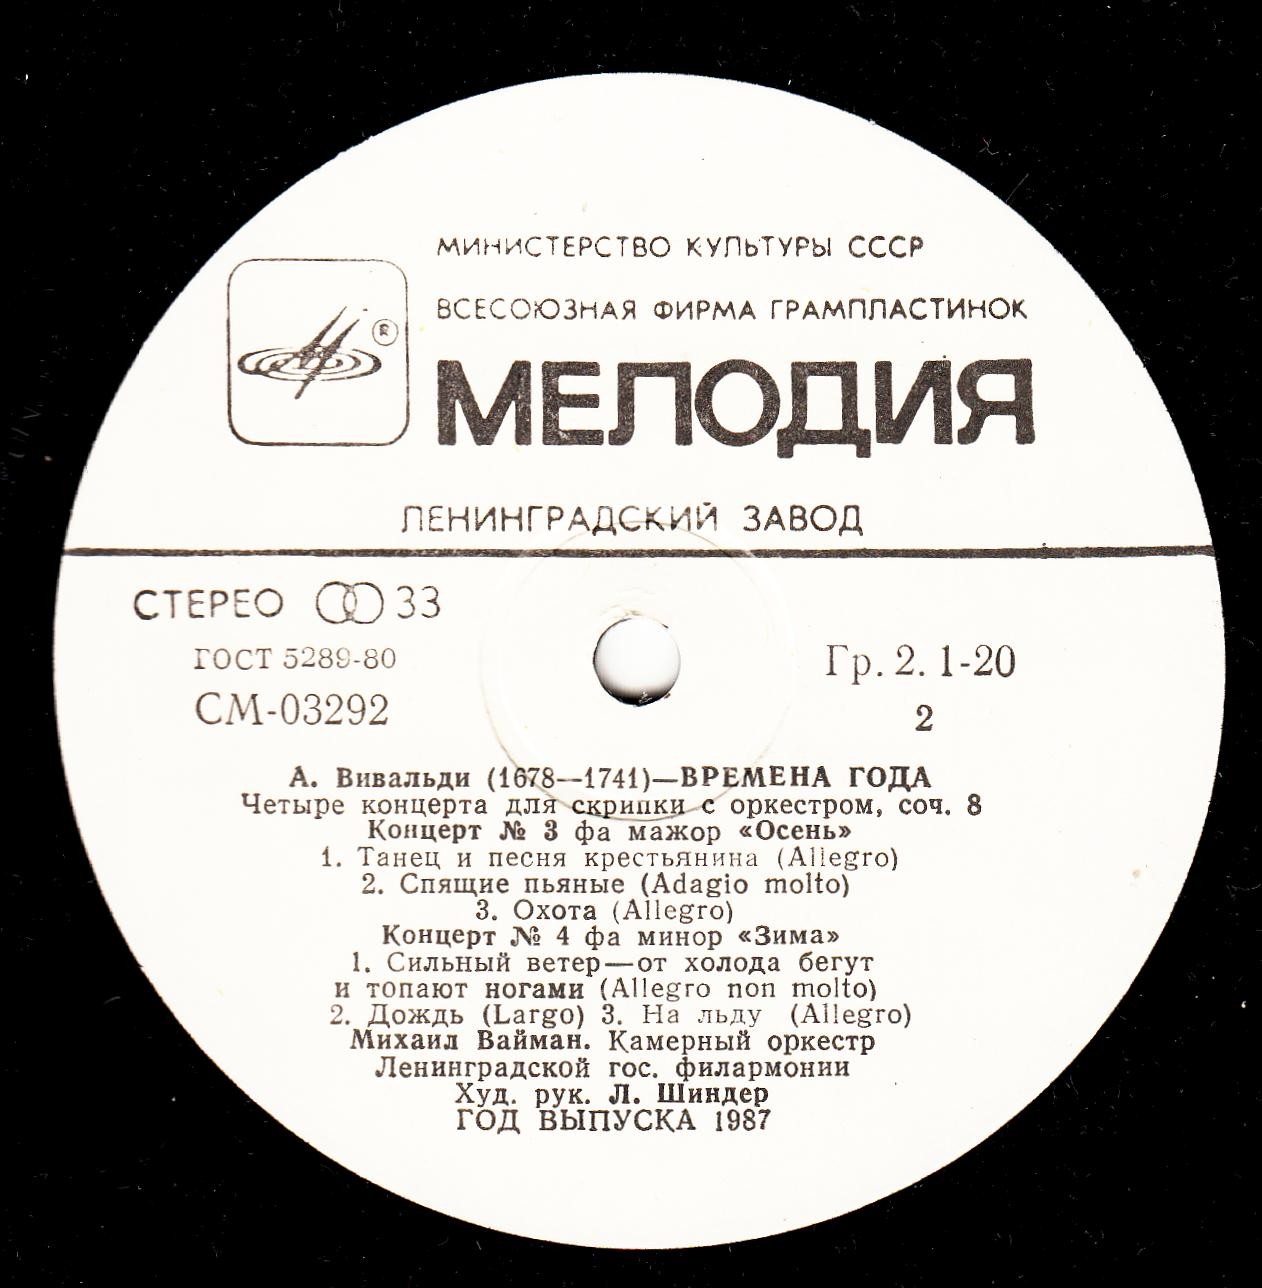 МИНИСТЕРСТВО КУЛЬТУРЫ СССР
ВСЕСОЮЗНАЯ ФИРМА ГРАМПЛАСТИНОК
®
МЕЛОДИЯ
ЛЕНИНГРАДСКИЙ ЗАВОД
СТЕРЕО 33
ГОСТ 5289-80
СМ-03292
Гр. 2. 1-20
2
А. Вивальди (1678—1741)—ВРЕМЕНА ГОДА
Четыре концерта для скрипки с оркестром, соч. 8
Концерт № 3 фа мажор «Осень»
1. Танец и песня крестьянина (Allegro)
2. Спящие пьяные (Adagio molto)
3. Охота (Allegro)
Концерт № 4 фа минор «Зима»
1. Сильный ветер—от холода бегут
и топают ногами (Allegro non molto)
2. Дождь (Largo) 3. На льду (Allegro)
Михаил Вайман. Камерный оркестр
Ленинградской гос. филармонии
Худ. рук. Л. Шиндер
ГОД ВЫПУСКА 1987